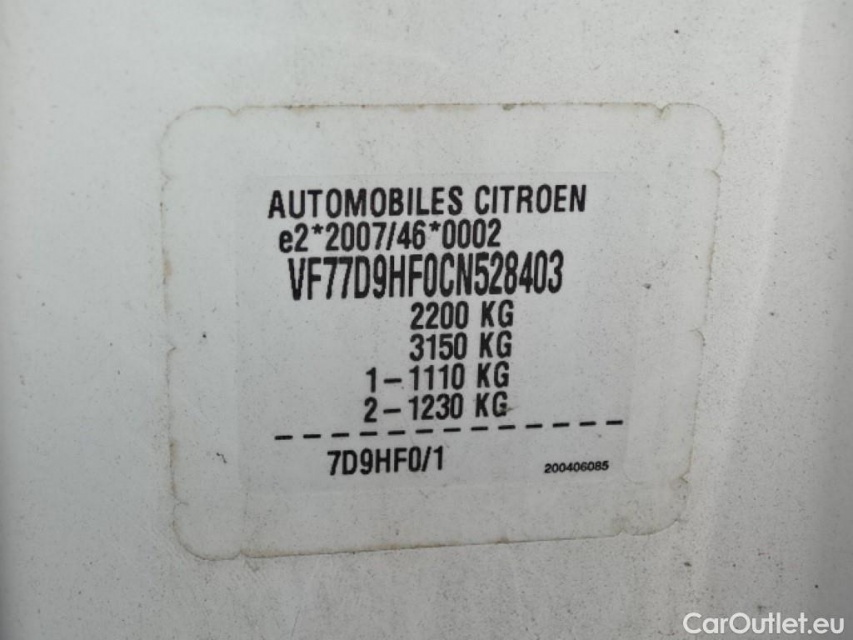 AUTOMOBILES CITROEN
e2*2007/46*0002
VF77D9HF0CN528403
2200 KG
3150 KG
1-1110 KG
2-1230 KG
7D9HF0/1
200406085
CarOutlet.eu